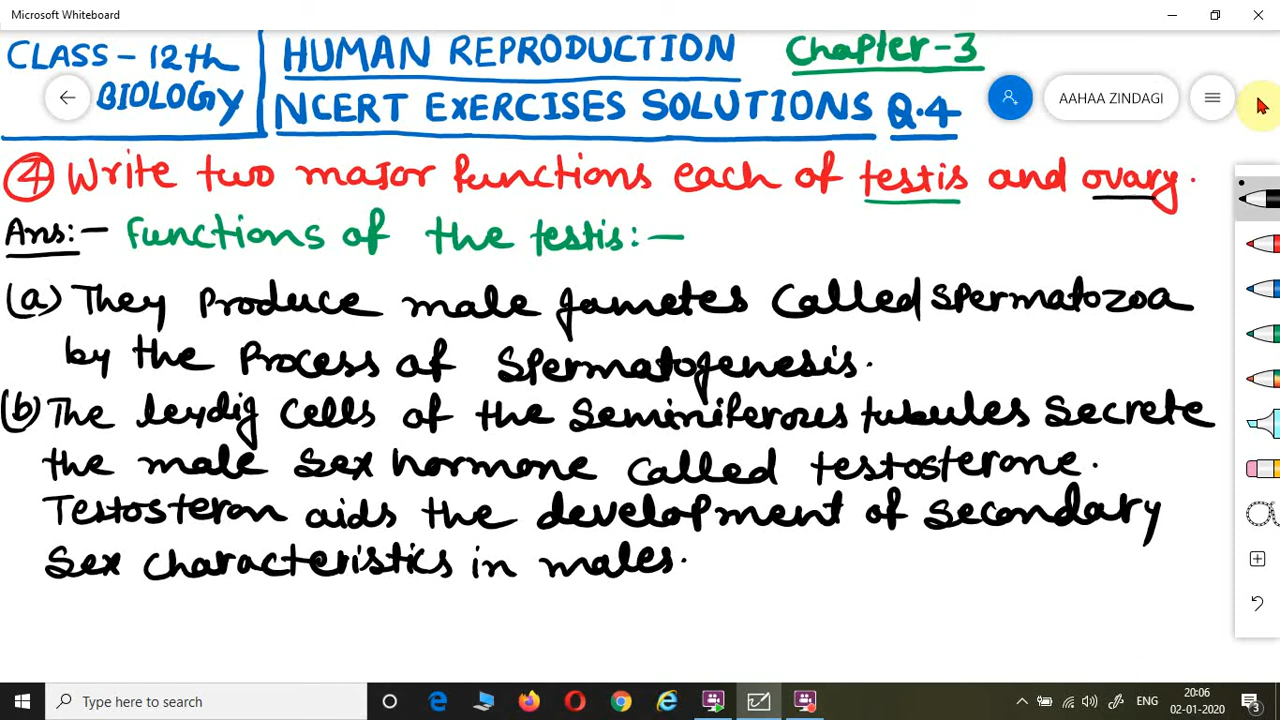 Microsoft Whiteboard
CLASS - 12th
BIOLOGY
HUMAN REPRODUCTION Chapter-3
NCERT EXERCISES SOLUTIONS Q.4
AAHAA ZINDAGI
④ Write two major functions each of testis and ovary.
Ans:- Functions of the testis:-
(a) They Produce male gametes Called Spermatozoa
by the Process of Spermatogenesis.
(b) The leydig Cells of the Seminiferous tubules Secrete
the male Sex hormone called testosterone.
Testosteron aids the development of Secondary
Sex characteristics in males.
Type here to search
ENG
20:06
02-01-2020
3